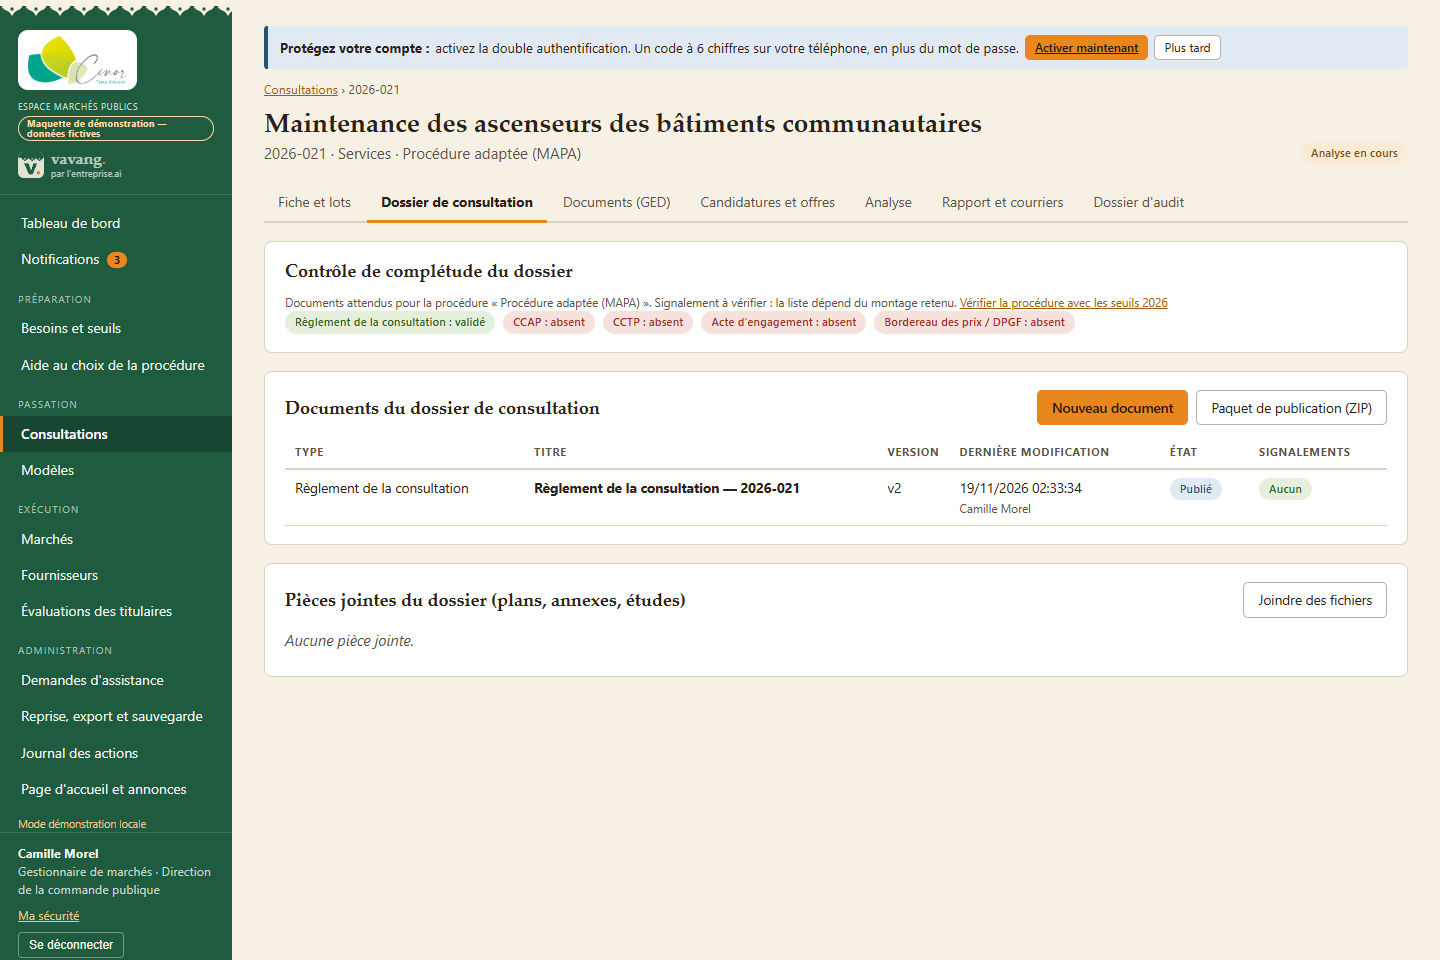 Cinor
Terre d'Avenir
ESPACE MARCHÉS PUBLICS
Maquette de démonstration —
données fictives
vavang.
par l'entreprise.ai
Tableau de bord
Notifications 3
PRÉPARATION
Besoins et seuils
Aide au choix de la procédure
PASSATION
Consultations
Modèles
EXÉCUTION
Marchés
Fournisseurs
Évaluations des titulaires
ADMINISTRATION
Demandes d'assistance
Reprise, export et sauvegarde
Journal des actions
Page d'accueil et annonces
Mode démonstration locale
Camille Morel
Gestionnaire de marchés · Direction
de la commande publique
Ma sécurité
Se déconnecter
Protégez votre compte : activez la double authentification. Un code à 6 chiffres sur votre téléphone, en plus du mot de passe. Activer maintenant Plus tard
Consultations › 2026-021
Maintenance des ascenseurs des bâtiments communautaires
2026-021 · Services · Procédure adaptée (MAPA)
Analyse en cours
Fiche et lots Dossier de consultation Documents (GED) Candidatures et offres Analyse Rapport et courriers Dossier d'audit
Contrôle de complétude du dossier
Documents attendus pour la procédure « Procédure adaptée (MAPA) ». Signalement à vérifier : la liste dépend du montage retenu. Vérifier la procédure avec les seuils 2026
Règlement de la consultation : validé CCAP : absent CCTP : absent Acte d'engagement : absent Bordereau des prix / DPGF : absent
Documents du dossier de consultation
Nouveau document Paquet de publication (ZIP)
TYPE TITRE VERSION DERNIÈRE MODIFICATION ÉTAT SIGNALEMENTS
Règlement de la consultation Règlement de la consultation — 2026-021 v2 19/11/2026 02:33:34 Publié Aucun
Camille Morel
Pièces jointes du dossier (plans, annexes, études)
Joindre des fichiers
Aucune pièce jointe.